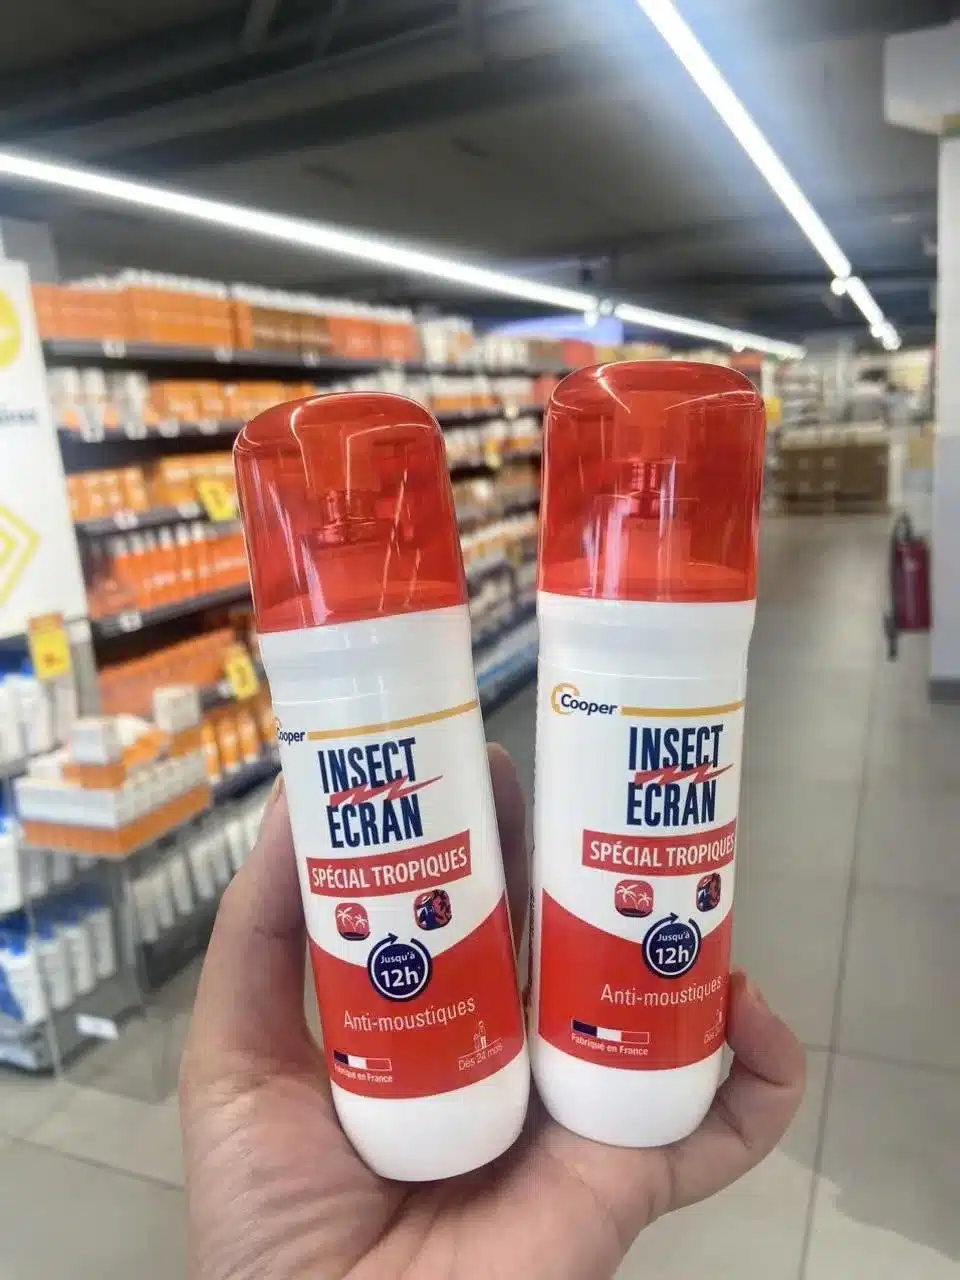 Cooper
INSECT
ECRAN
SPÉCIAL TROPIQUES
Jusqu'à
12h
Anti-moustiques
Fabriqué en France
Dès 24 mois
Cooper
INSECT
ECRAN
SPÉCIAL TROPIQUES
Jusqu'à
12h
Anti-moustiques
Fabriqué en France